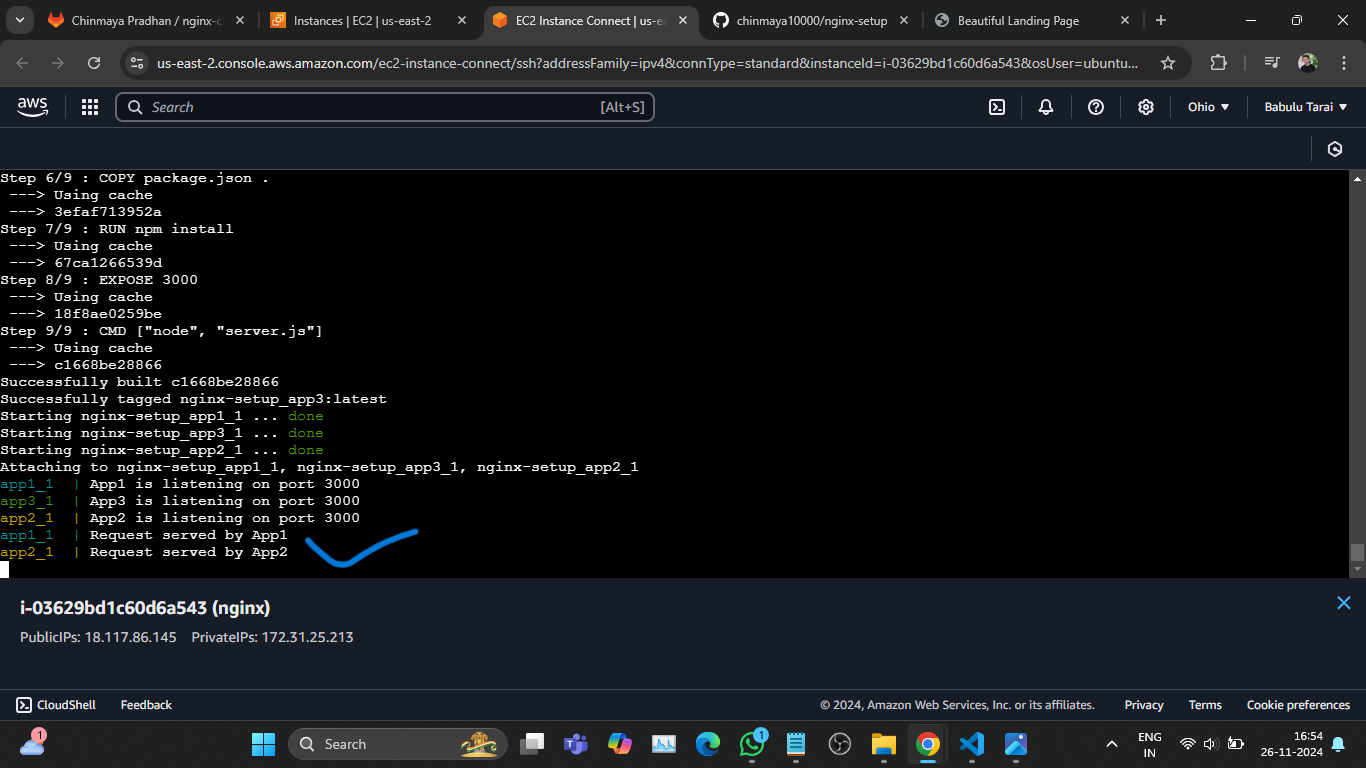 Chinmaya Pradhan / nginx-c
Instances | EC2 | us-east-2
EC2 Instance Connect | us-ea
chinmaya10000/nginx-setup
Beautiful Landing Page
us-east-2.console.aws.amazon.com/ec2-instance-connect/ssh?addressFamily=ipv4&connType=standard&instanceId=i-03629bd1c60d6a543&osUser=ubuntu...
aws
Search
[Alt+S]
Ohio
Babulu Tarai
Step 6/9 : COPY package.json .
---> Using cache
---> 3efaf713952a
Step 7/9 : RUN npm install
---> Using cache
---> 67ca1266539d
Step 8/9 : EXPOSE 3000
---> Using cache
---> 18f8ae0259be
Step 9/9 : CMD ["node", "server.js"]
---> Using cache
---> c1668be28866
Successfully built c1668be28866
Successfully tagged nginx-setup_app3:latest
Starting nginx-setup_app1_1 ... done
Starting nginx-setup_app3_1 ... done
Starting nginx-setup_app2_1 ... done
Attaching to nginx-setup_app1_1, nginx-setup_app3_1, nginx-setup_app2_1
app1_1 | App1 is listening on port 3000
app3_1 | App3 is listening on port 3000
app2_1 | App2 is listening on port 3000
app1_1 | Request served by App1
app2_1 | Request served by App2
i-03629bd1c60d6a543 (nginx)
PublicIPs: 18.117.86.145 PrivateIPs: 172.31.25.213
CloudShell
Feedback
© 2024, Amazon Web Services, Inc. or its affiliates.
Privacy
Terms
Cookie preferences
1
Search
1
ENG
IN
16:54
26-11-2024